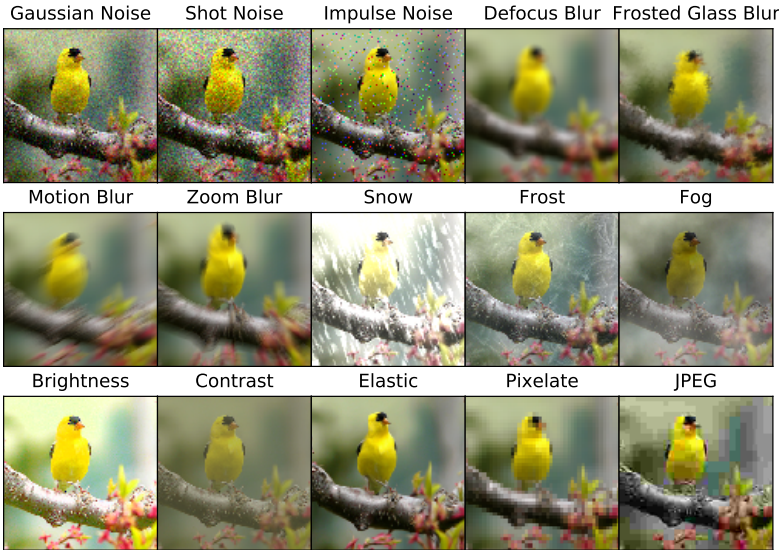 Gaussian Noise Shot Noise Impulse Noise Defocus Blur Frosted Glass Blur
Motion Blur Zoom Blur Snow Frost Fog
Brightness Contrast Elastic Pixelate JPEG